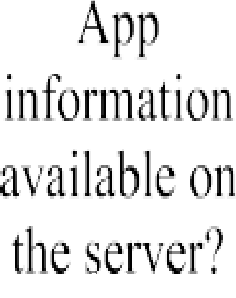 App
information
available on
the server?